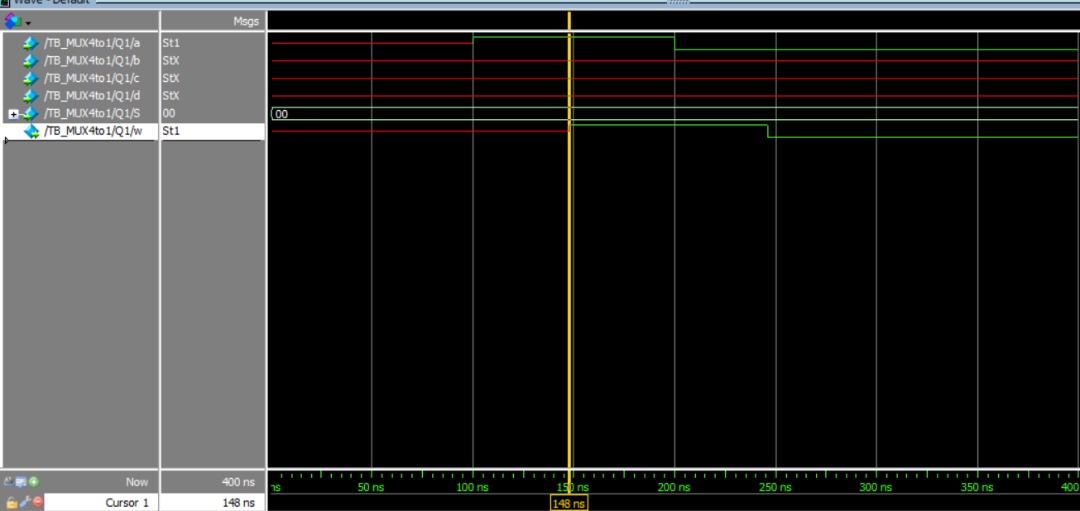 Wave - Default
Msgs
/TB_MUX4to1/Q1/a St1
/TB_MUX4to1/Q1/b StX
/TB_MUX4to1/Q1/c StX
/TB_MUX4to1/Q1/d StX
/TB_MUX4to1/Q1/S 00 00
/TB_MUX4to1/Q1/w St1
Now 400 ns ns 50 ns 100 ns 150 ns 200 ns 250 ns 300 ns 350 ns 400
Cursor 1 148 ns 148 ns